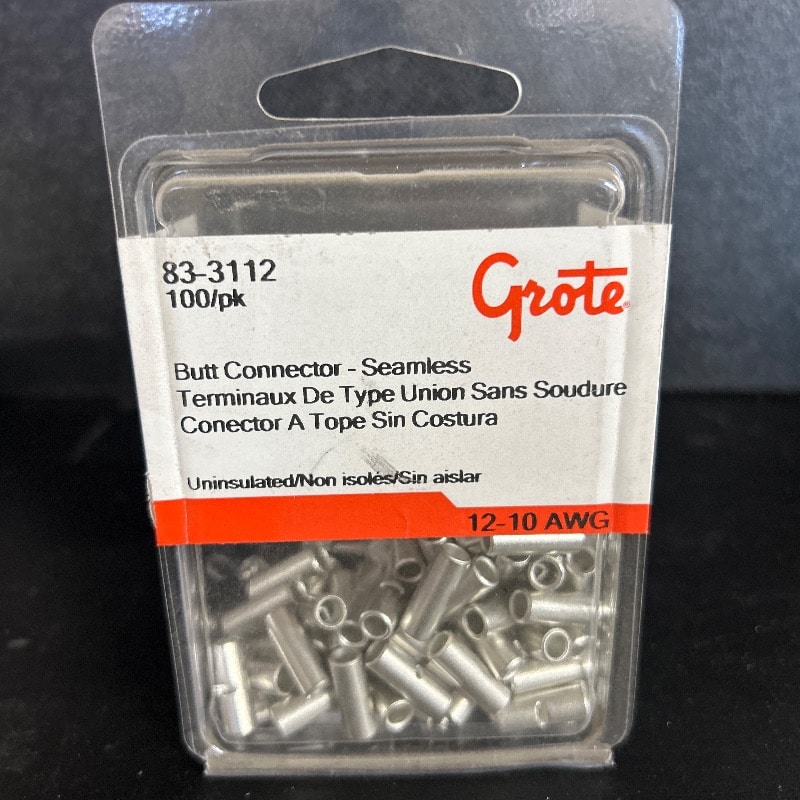 83-3112
100/pk
Grote®
Butt Connector - Seamless
Terminaux De Type Union Sans Soudure
Conector A Tope Sin Costura
Uninsulated/Non isolés/Sin aislar
12-10 AWG